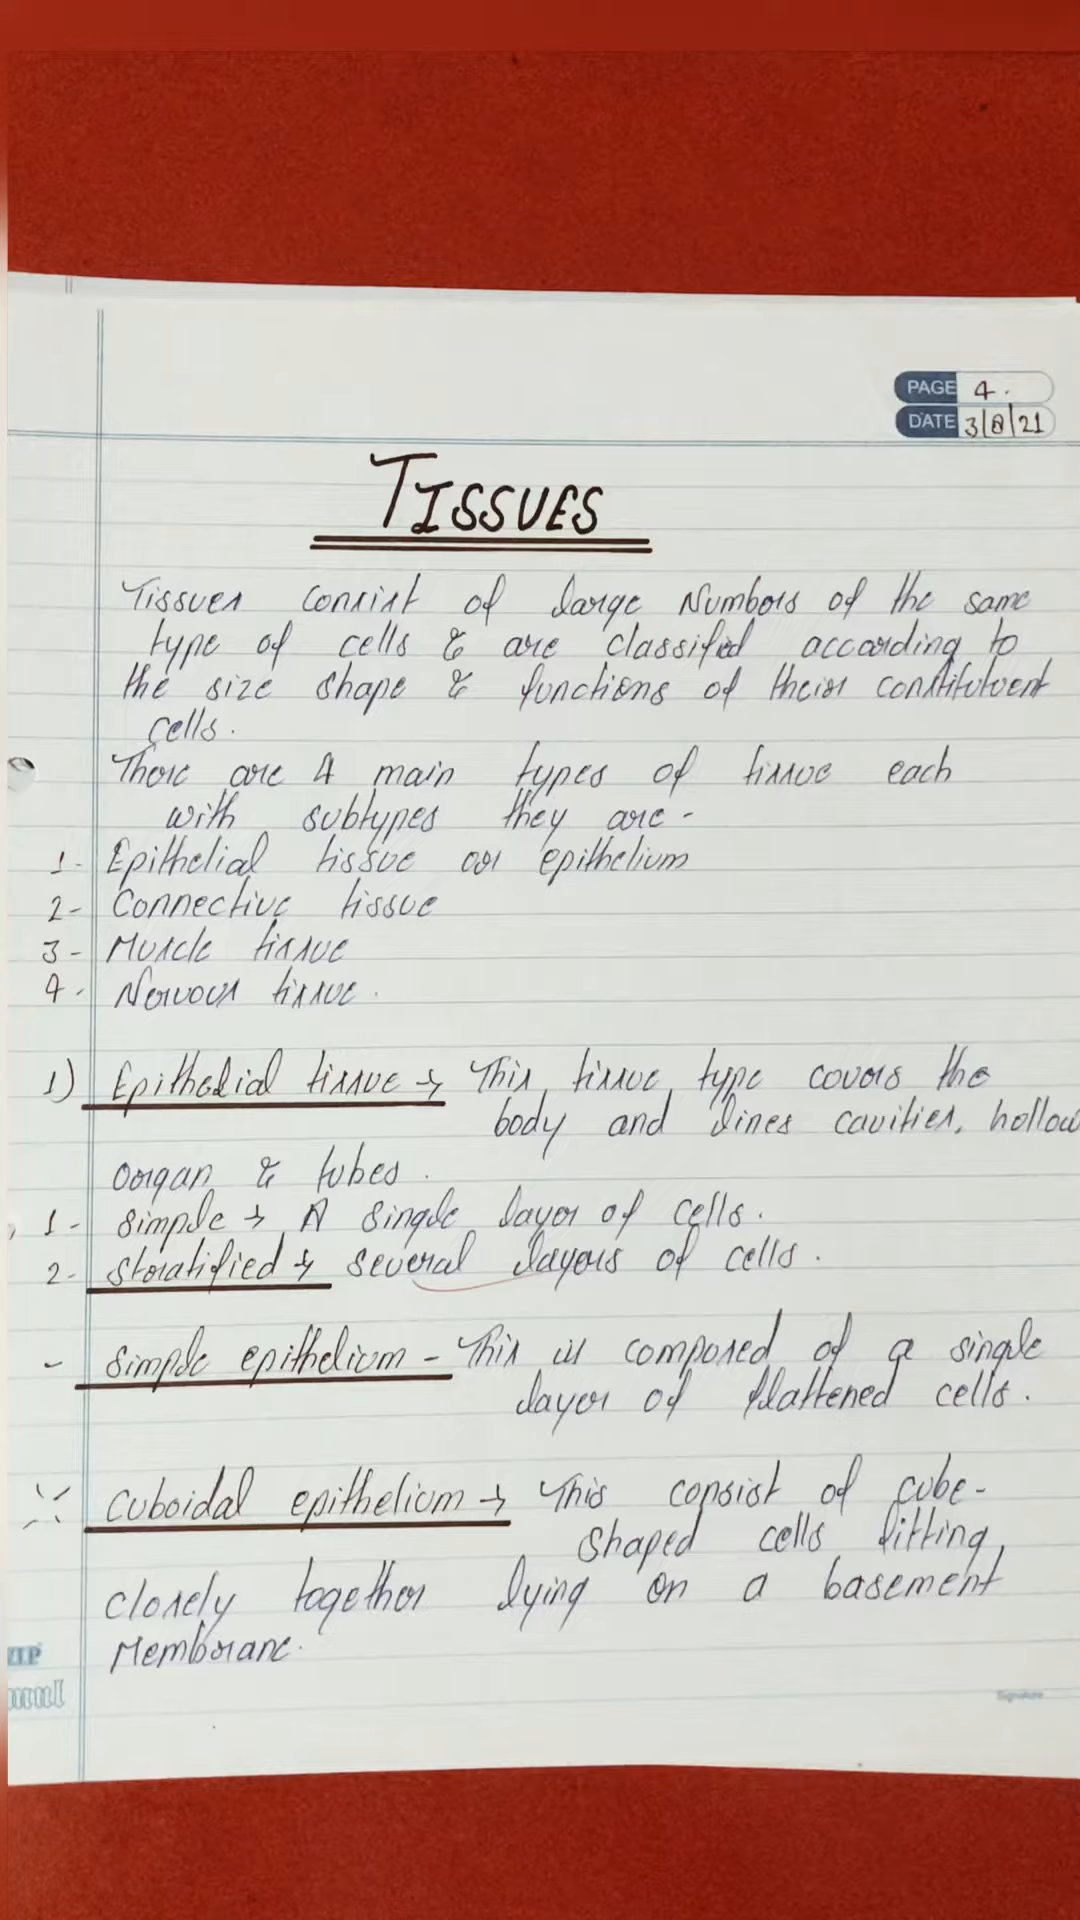 PAGE 4.
DATE 3/8/21
TISSUES
Tissues consist of large Numbers of the same
type of cells & are classified according to
the size shape & functions of their constitutuent
cells.
There are 4 main types of tissue each
with subtypes they are -
1- Epithelial tissue or epithelium
2- Connective tissue
3- Muscle tissue
4- Nervous tissue.
1) Epithelial tissue → This tissue type covers the
body and lines cavities, hollow
organ & tubes.
1- simple → A single layer of cells.
2- stratified → several layers of cells.
- simple epithelium - This is composed of a single
layer of flattened cells.
cuboidal epithelium → This consist of cube-
shaped cells fitting
closely together lying on a basement
Membrane.
Signature